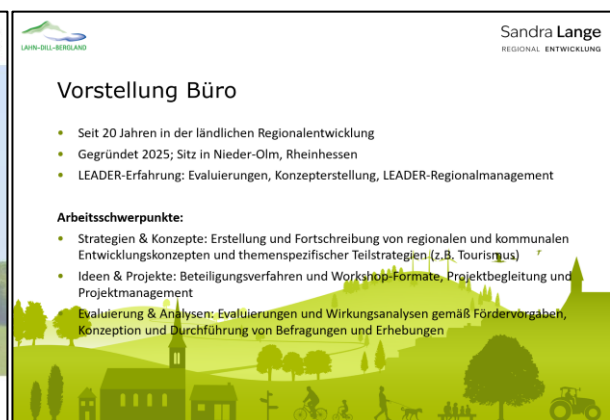 LAHN-DILL-BERGLAND
Sandra Lange
REGIONAL ENTWICKLUNG
Vorstellung Büro
• Seit 20 Jahren in der ländlichen Regionalentwicklung
• Gegründet 2025; Sitz in Nieder-Olm, Rheinhessen
• LEADER-Erfahrung: Evaluierungen, Konzepterstellung, LEADER-Regionalmanagement
Arbeitsschwerpunkte:
• Strategien & Konzepte: Erstellung und Fortschreibung von regionalen und kommunalen
Entwicklungskonzepten und themenspezifischer Teilstrategien (z.B. Tourismus)
• Ideen & Projekte: Beteiligungsverfahren und Workshop-Formate, Projektbegleitung und
Projektmanagement
• Evaluierung & Analysen: Evaluierungen und Wirkungsanalysen gemäß Fördervorgaben,
Konzeption und Durchführung von Befragungen und Erhebungen